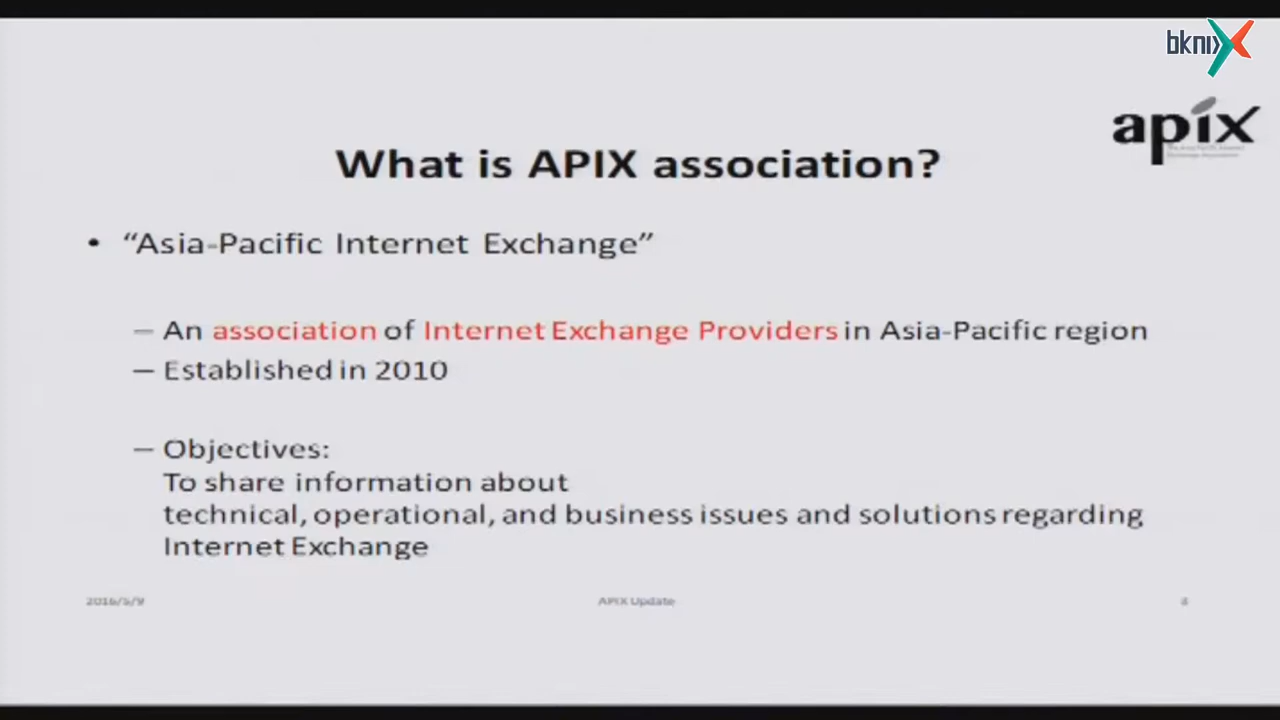 bknix
apix
What is APIX association?
• “Asia-Pacific Internet Exchange”
– An association of Internet Exchange Providers in Asia-Pacific region
– Established in 2010
– Objectives:
To share information about
technical, operational, and business issues and solutions regarding
Internet Exchange
2016/5/9
APIX Update